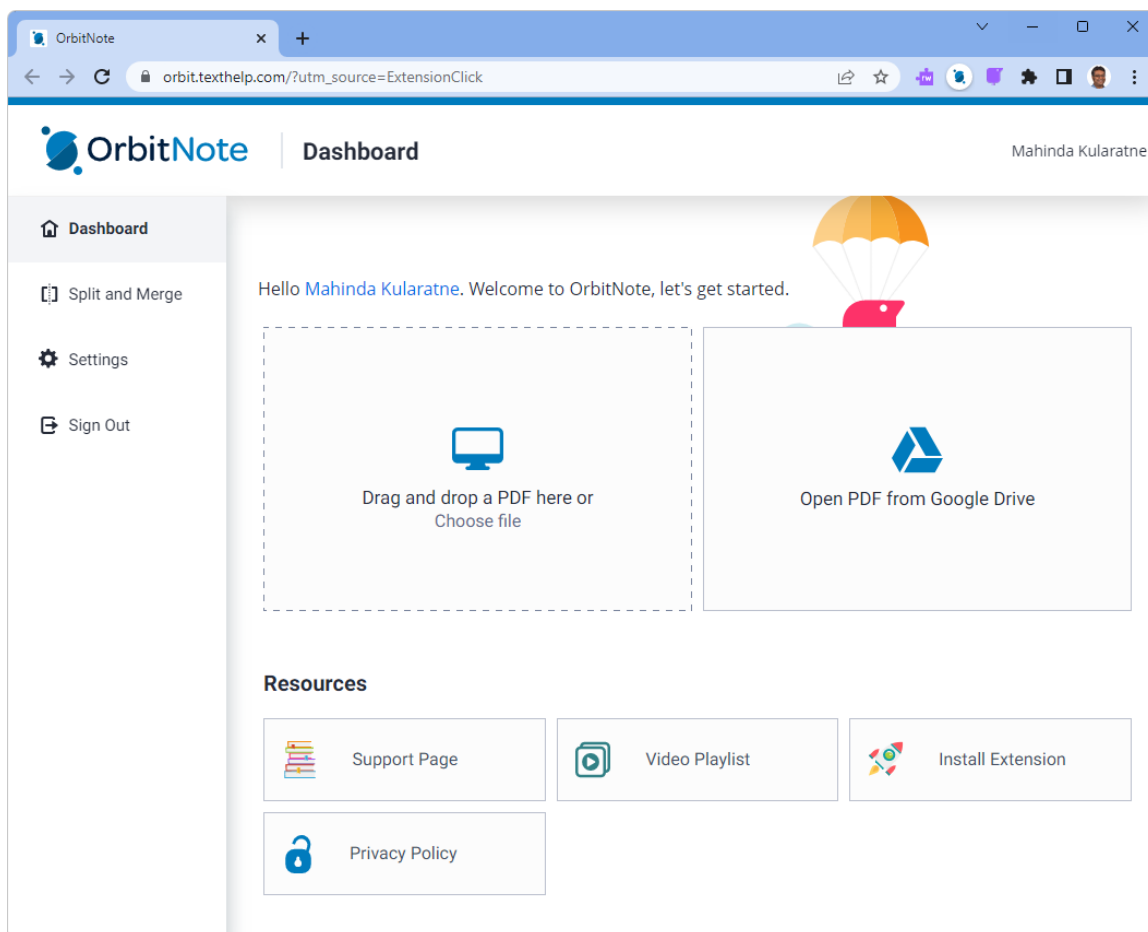 OrbitNote
orbit.texthelp.com/?utm_source=ExtensionClick
rw
OrbitNote
Dashboard
Mahinda Kularatne
Dashboard
Split and Merge
Settings
Sign Out
Hello Mahinda Kularatne. Welcome to OrbitNote, let's get started.
Drag and drop a PDF here or
Choose file
Open PDF from Google Drive
Resources
Support Page
Video Playlist
Install Extension
Privacy Policy